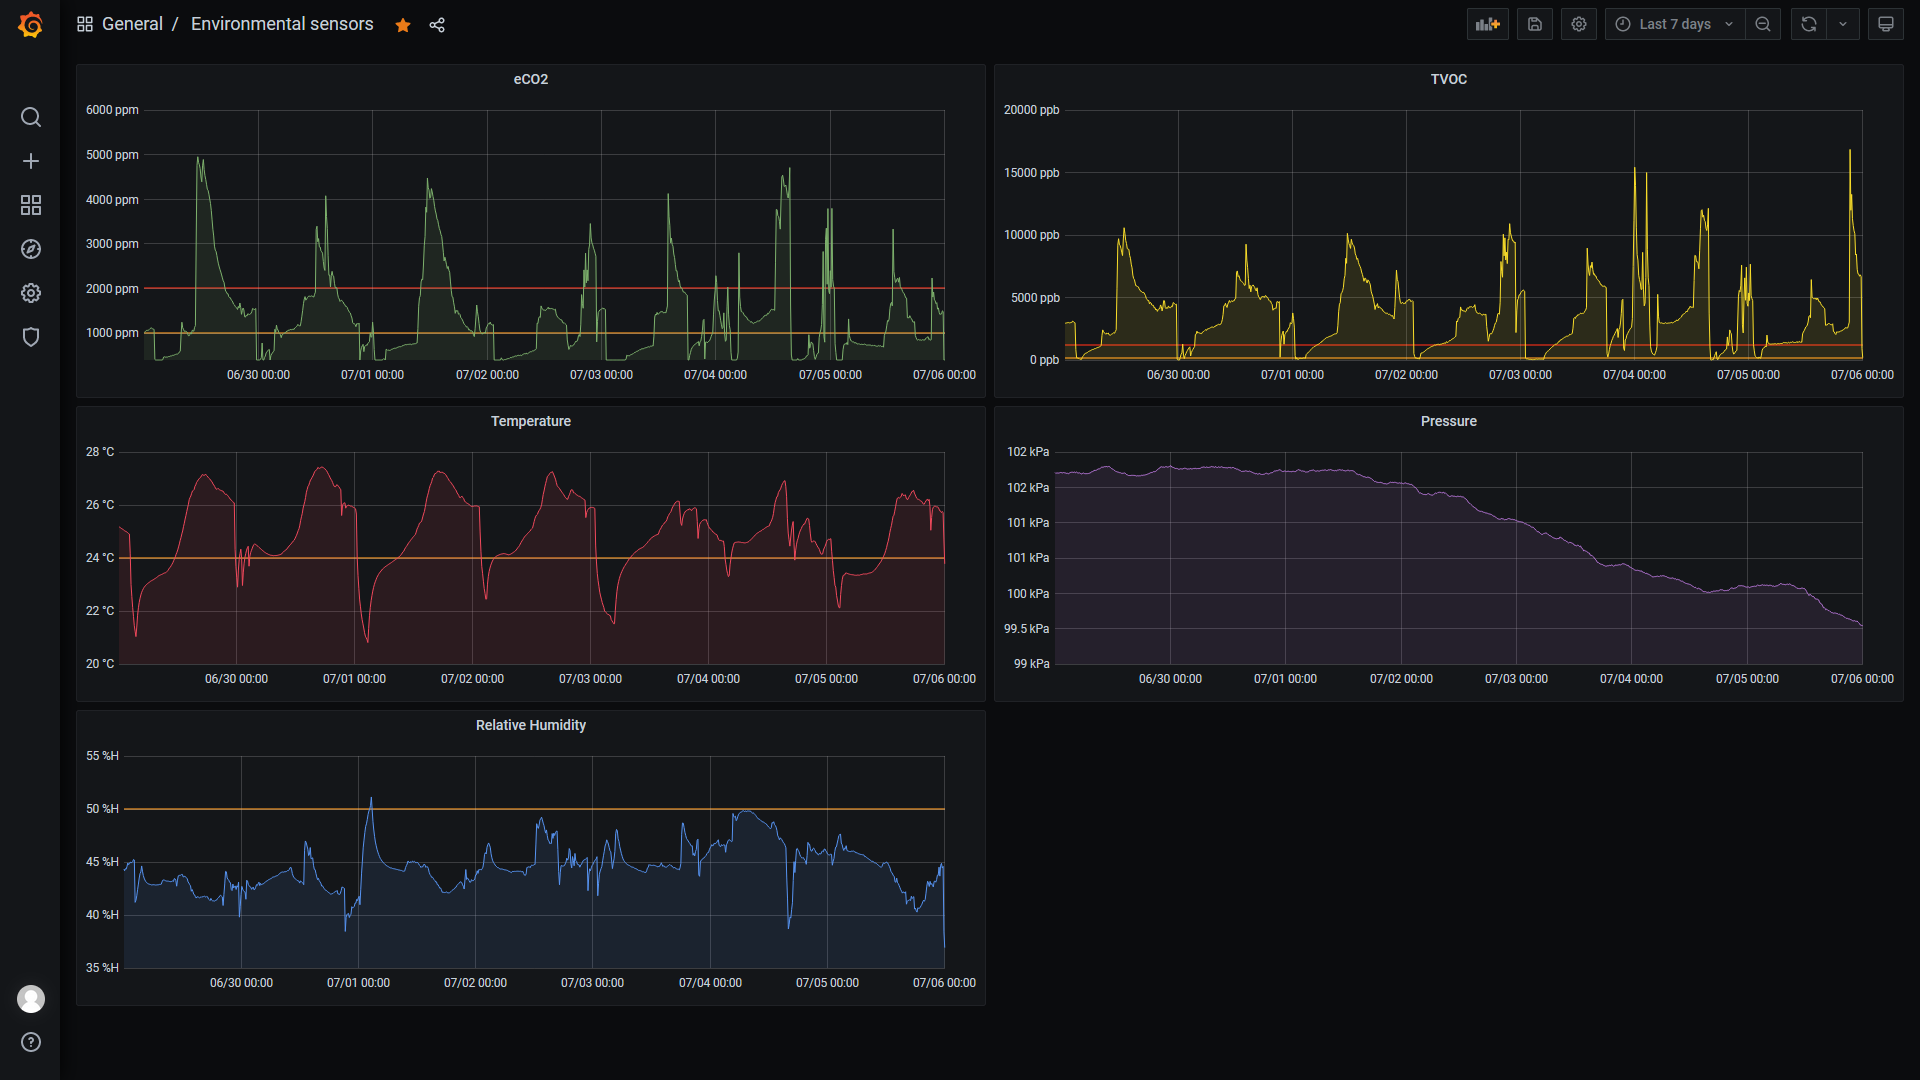 General / Environmental sensors
Last 7 days
eCO2
6000 ppm
5000 ppm
4000 ppm
3000 ppm
2000 ppm
1000 ppm
06/30 00:00 07/01 00:00 07/02 00:00 07/03 00:00 07/04 00:00 07/05 00:00 07/06 00:00
TVOC
20000 ppb
15000 ppb
10000 ppb
5000 ppb
0 ppb
06/30 00:00 07/01 00:00 07/02 00:00 07/03 00:00 07/04 00:00 07/05 00:00 07/06 00:00
Temperature
28 °C
26 °C
24 °C
22 °C
20 °C
06/30 00:00 07/01 00:00 07/02 00:00 07/03 00:00 07/04 00:00 07/05 00:00 07/06 00:00
Pressure
102 kPa
102 kPa
101 kPa
101 kPa
100 kPa
99.5 kPa
99 kPa
06/30 00:00 07/01 00:00 07/02 00:00 07/03 00:00 07/04 00:00 07/05 00:00 07/06 00:00
Relative Humidity
55 %H
50 %H
45 %H
40 %H
35 %H
06/30 00:00 07/01 00:00 07/02 00:00 07/03 00:00 07/04 00:00 07/05 00:00 07/06 00:00